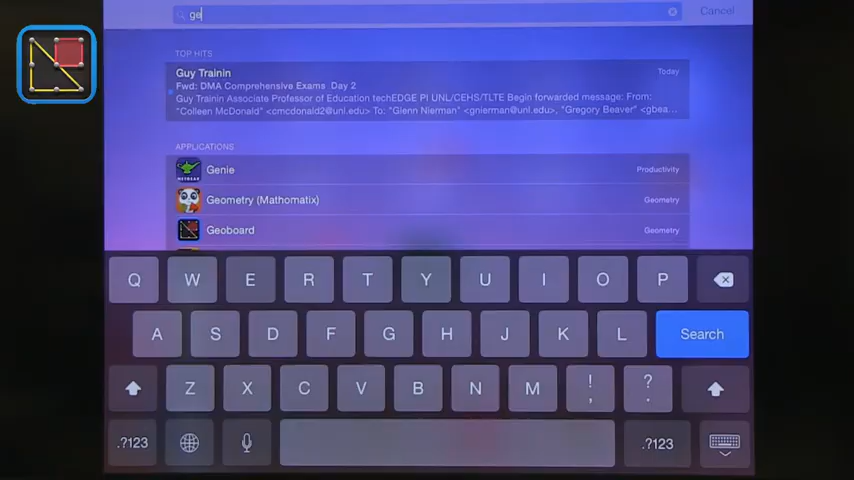 ge
Cancel
TOP HITS
Guy Trainin
Today
Fwd: DMA Comprehensive Exams Day 2
Guy Trainin Associate Professor of Education techEDGE PI UNL/CEHS/TLTE Begin forwarded message: From:
"Colleen McDonald" <cmcdonald2@unl.edu> To: "Glenn Nierman" <gnierman@unl.edu>, "Gregory Beaver" <gbea...
APPLICATIONS
NETGEAR
Genie
Productivity
Geometry (Mathomatix)
Geometry
Geoboard
Geometry
Q W E R T Y U I O P
A S D F G H J K L Search
Z X C V B N M ! , ? .
.?123 .?123